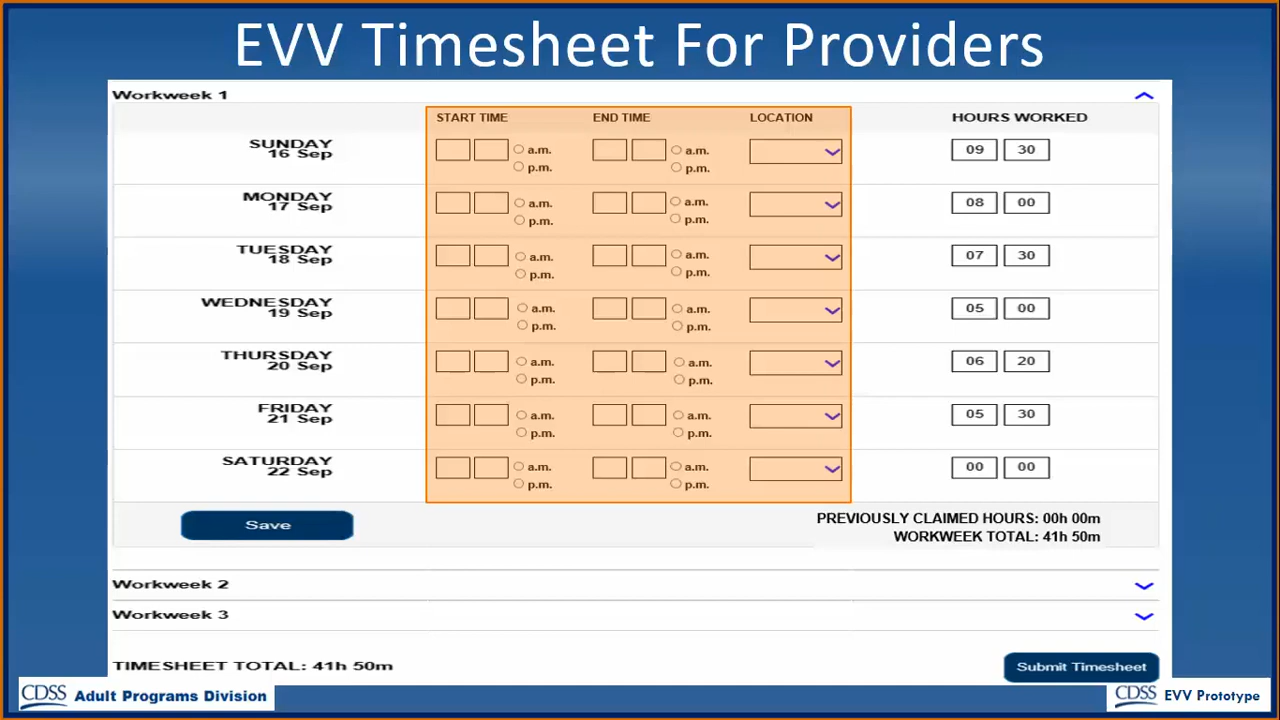 EVV Timesheet For Providers
Workweek 1
START TIME END TIME LOCATION HOURS WORKED
SUNDAY
16 Sep
a.m.
p.m.
a.m.
p.m.
09 30
MONDAY
17 Sep
a.m.
p.m.
a.m.
p.m.
08 00
TUESDAY
18 Sep
a.m.
p.m.
a.m.
p.m.
07 30
WEDNESDAY
19 Sep
a.m.
p.m.
a.m.
p.m.
05 00
THURSDAY
20 Sep
a.m.
p.m.
a.m.
p.m.
06 20
FRIDAY
21 Sep
a.m.
p.m.
a.m.
p.m.
05 30
SATURDAY
22 Sep
a.m.
p.m.
a.m.
p.m.
00 00
Save
PREVIOUSLY CLAIMED HOURS: 00h 00m
WORKWEEK TOTAL: 41h 50m
Workweek 2
Workweek 3
TIMESHEET TOTAL: 41h 50m
Submit Timesheet
CDSS Adult Programs Division
CDSS EVV Prototype